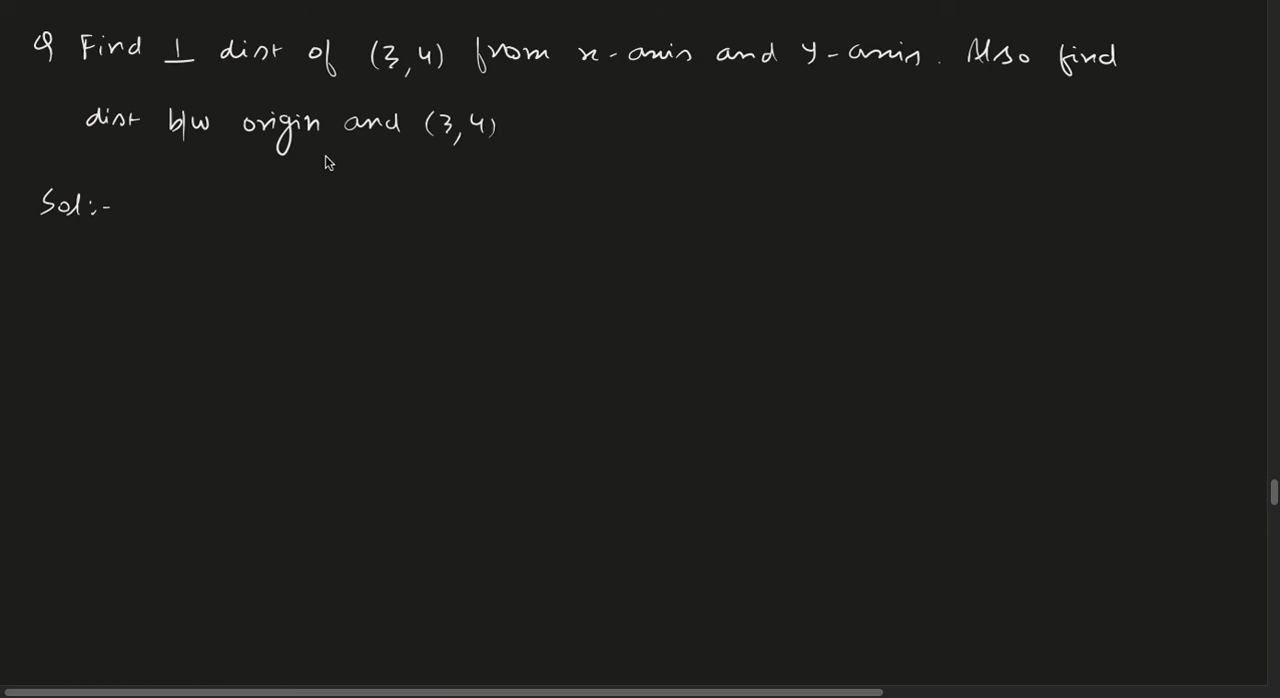 Q Find ⊥ dist of (3,4) from x-axis and y-axis. Also find
dist b/w origin and (3,4)
Sol:-